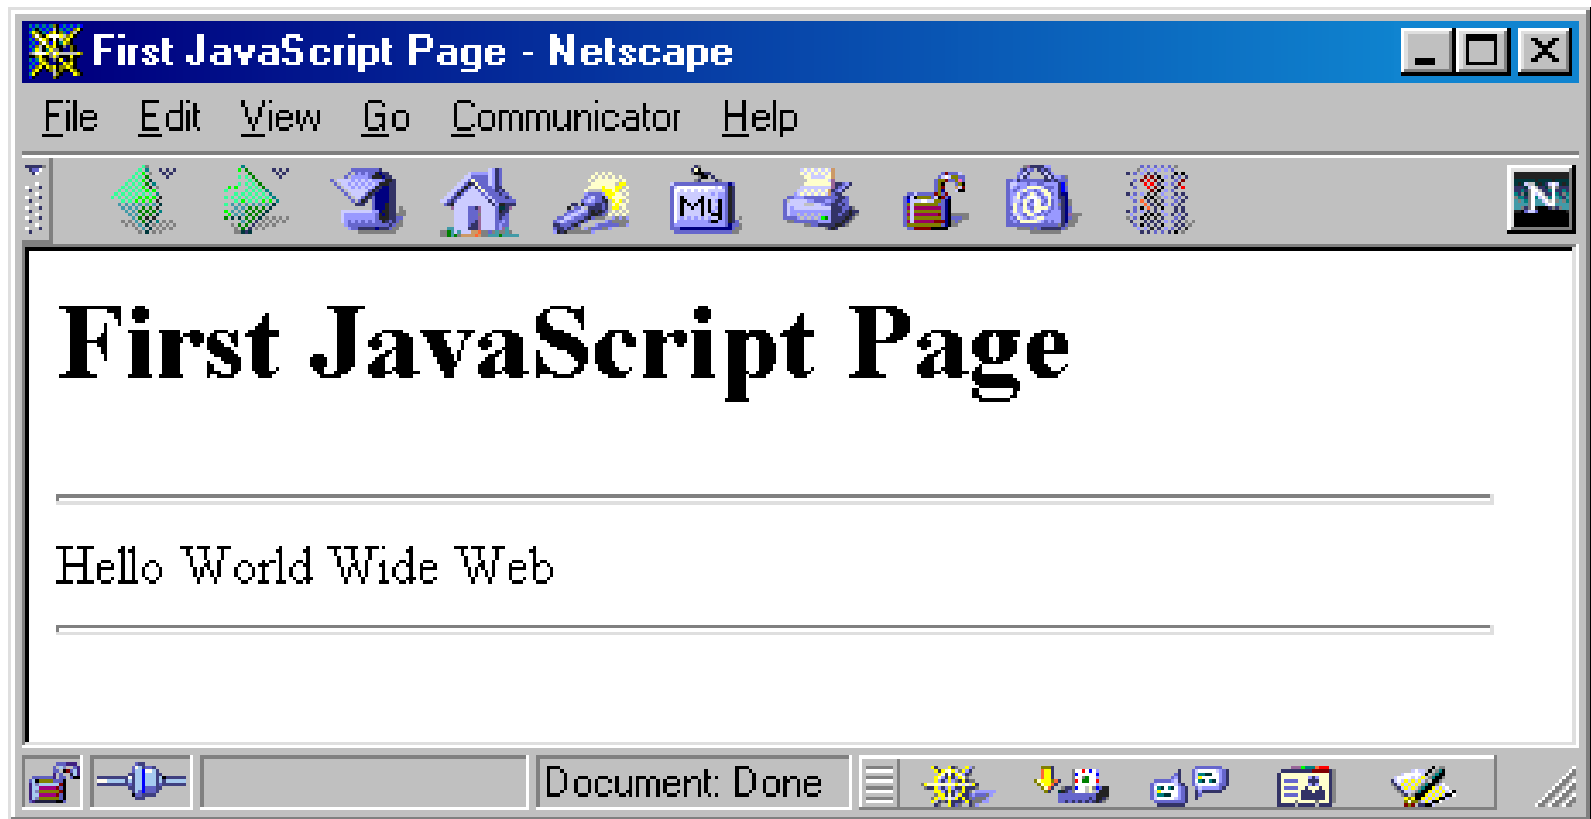 First JavaScript Page - Netscape
File Edit View Go Communicator Help
My @ N
First JavaScript Page
Hello World Wide Web
Document: Done